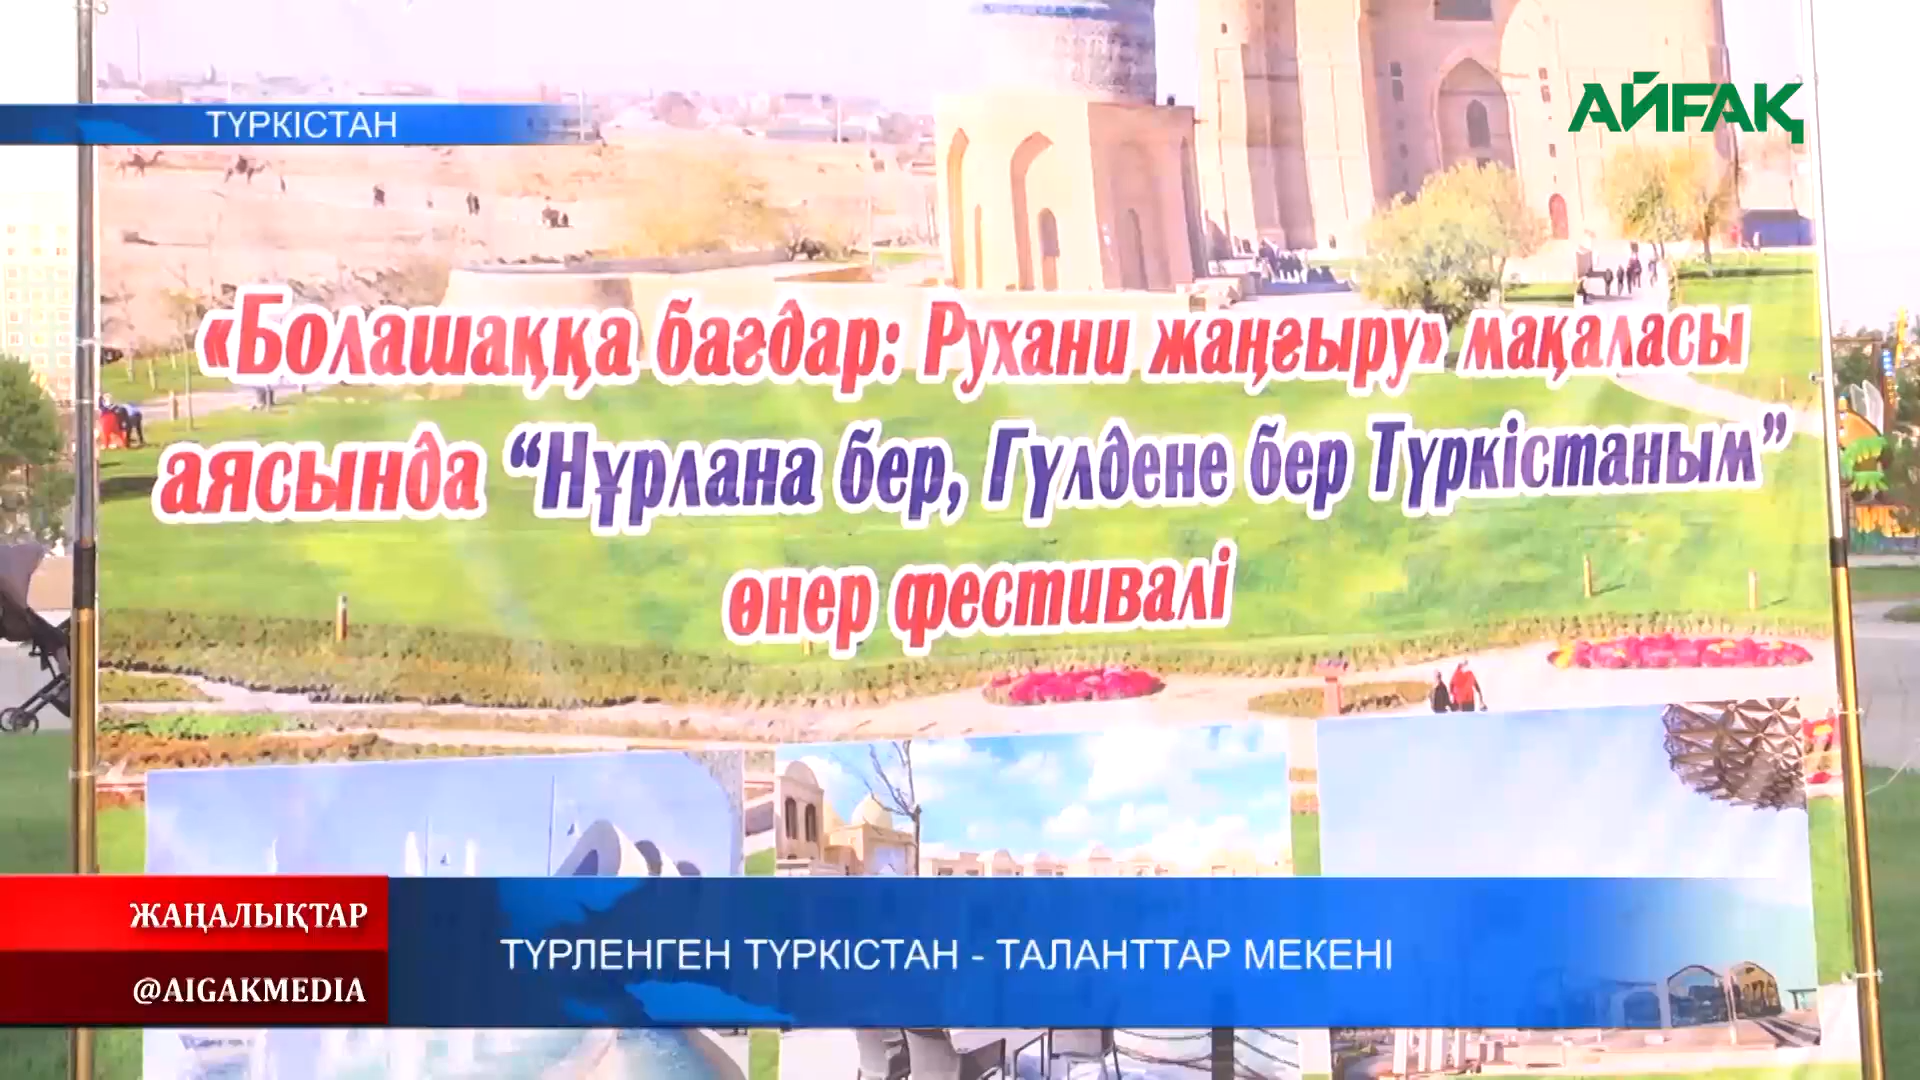 ТҮРКІСТАН
АЙҒАҚ
«Болашаққа бағдар: Рухани жаңғыру» мақаласы
аясында “Нұрлана бер, Гүлдене бер Түркістаным”
өнер фестивалі
ЖАҢАЛЫҚТАР
@AIGAKMEDIA
ТҮРЛЕНГЕН ТҮРКІСТАН - ТАЛАНТТАР МЕКЕНІ